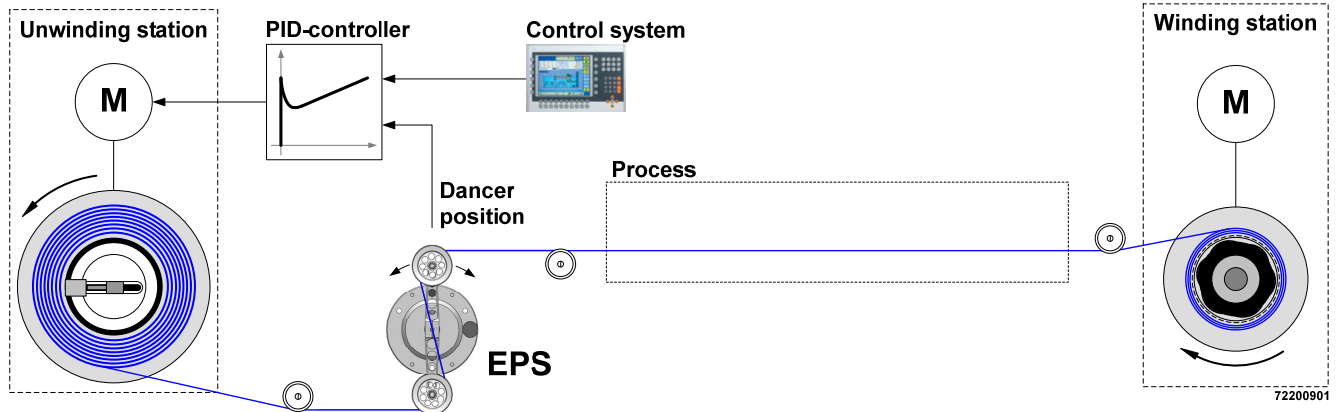 Unwinding station
PID-controller
Control system
Winding station
M
M
Process
Dancer
position
EPS
72200901